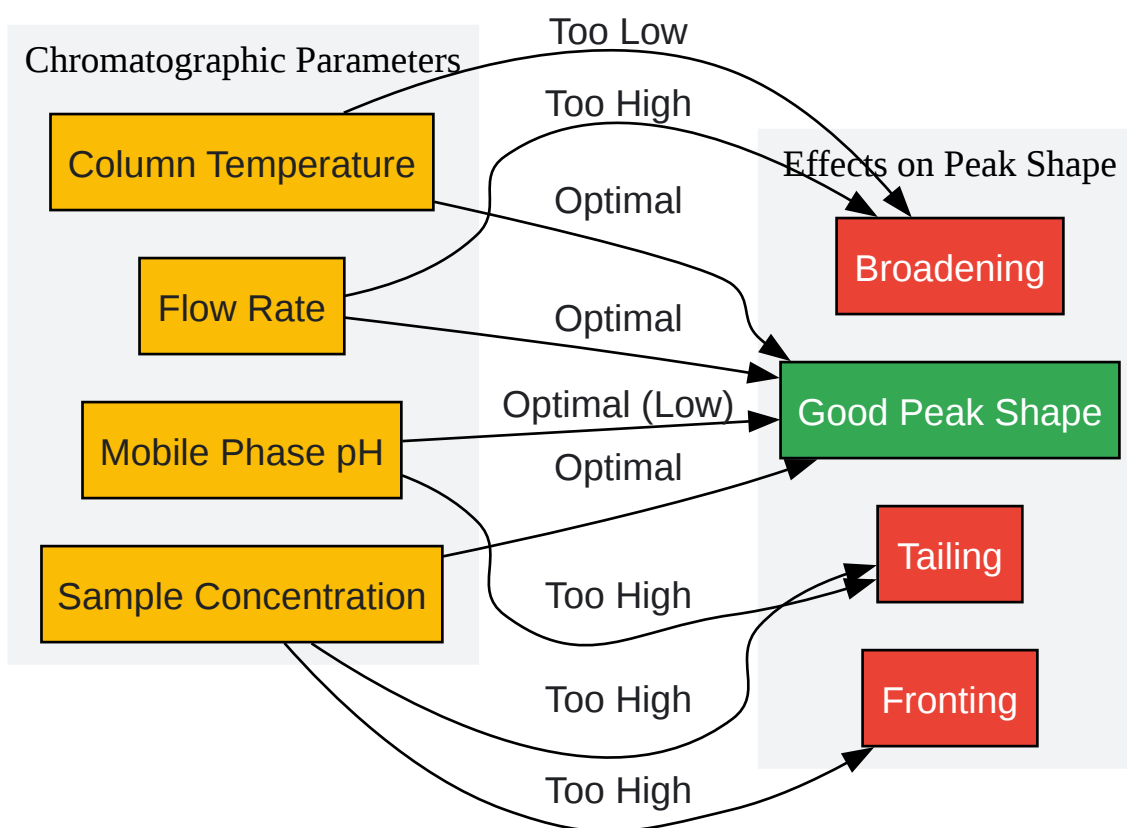 Too Low
Chromatographic Parameters
Too High
Column Temperature
Effects on Peak Shape
Optimal
Broadening
Flow Rate
Optimal
Optimal (Low)
Good Peak Shape
Mobile Phase pH
Optimal
Tailing
Sample Concentration
Too High
Too High
Fronting
Too High